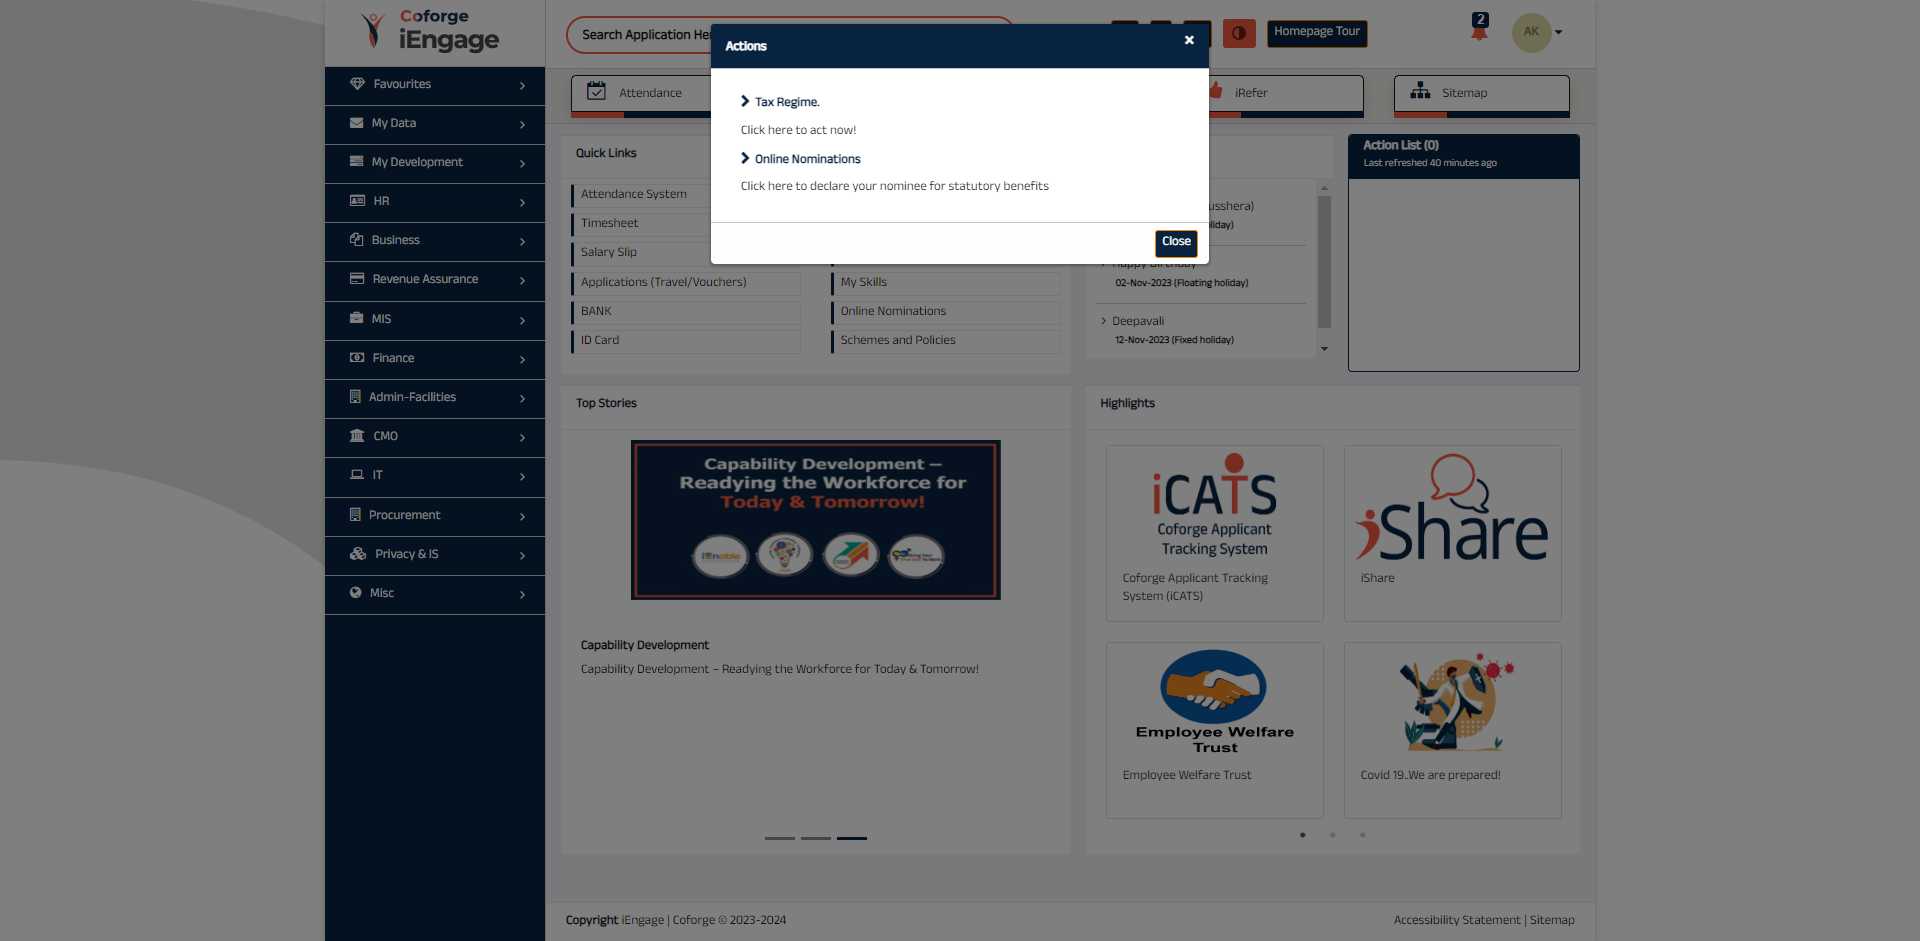 Coforge
iEngage
Search Application He
Homepage Tour
2
AK
Actions
Tax Regime.
Click here to act now!
Online Nominations
Click here to declare your nominee for statutory benefits
Close
Favourites
My Data
My Development
HR
Business
Revenue Assurance
MIS
Finance
Admin-Facilities
CMO
IT
Procurement
Privacy & IS
Misc
Attendance
iRefer
Sitemap
Quick Links
Attendance System
Timesheet
Salary Slip
Applications (Travel/Vouchers)
BANK
ID Card
My Skills
Online Nominations
Schemes and Policies
usshera)
liday)
Happy Birthday
02-Nov-2023 (Floating holiday)
Deepavali
12-Nov-2023 (Fixed holiday)
Action List (0)
Last refreshed 40 minutes ago
Top Stories
Capability Development –
Readying the Workforce for
Today & Tomorrow!
Capability Development
Capability Development – Readying the Workforce for Today & Tomorrow!
Highlights
iCATS
Coforge Applicant
Tracking System
Coforge Applicant Tracking
System (iCATS)
iShare
iShare
Employee Welfare
Trust
Employee Welfare Trust
Covid 19..We are prepared!
Copyright iEngage | Coforge © 2023-2024
Accessibility Statement | Sitemap